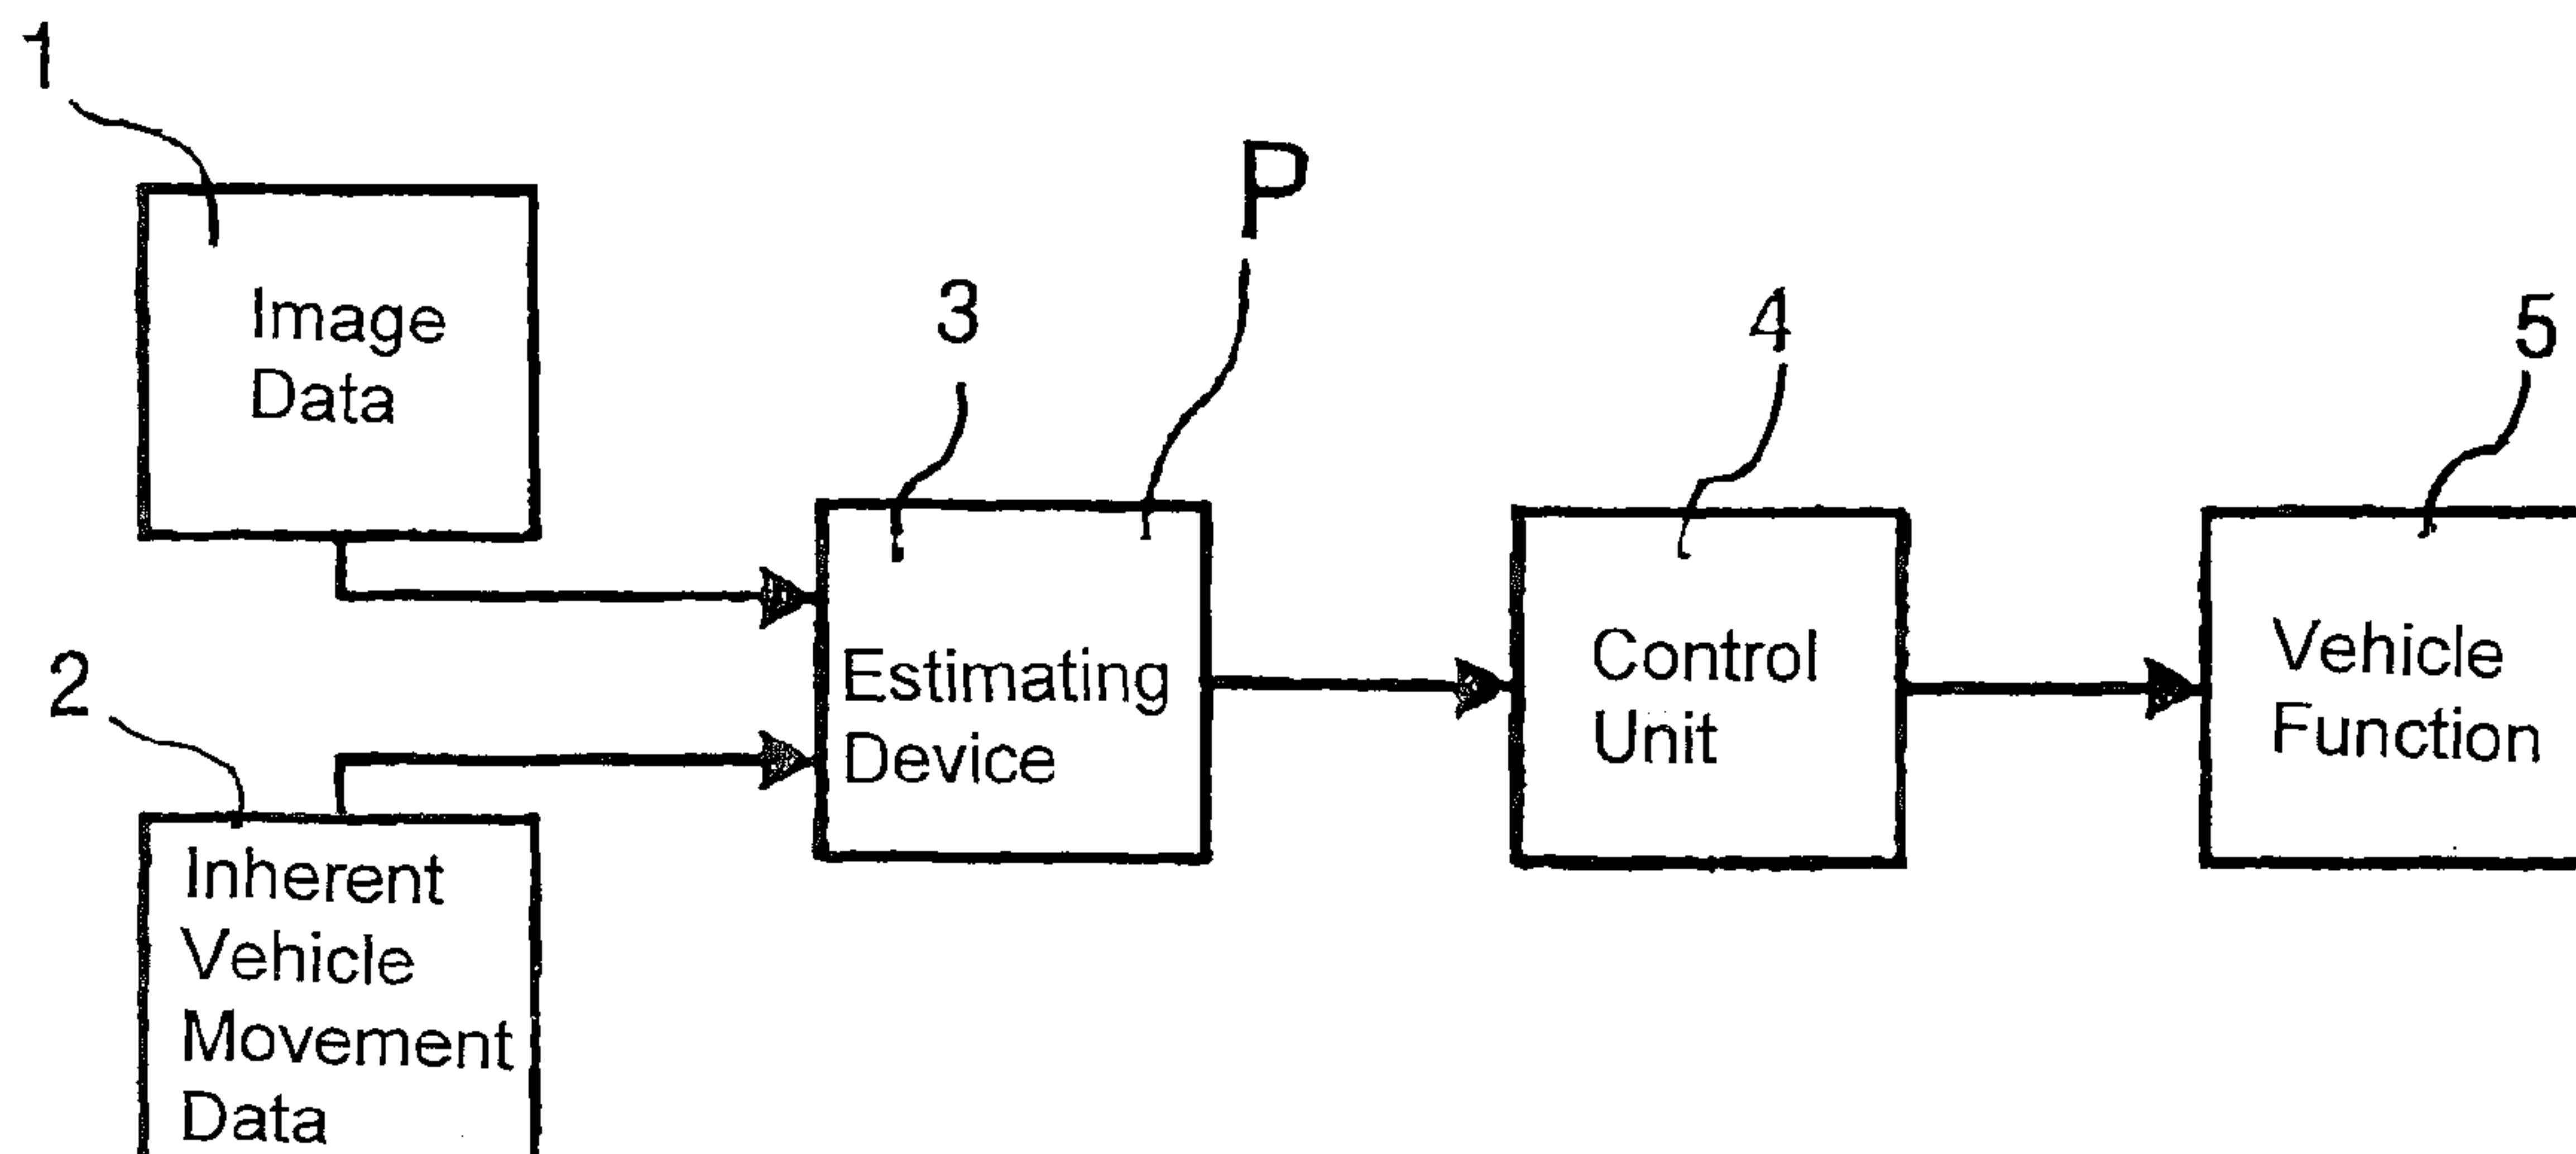 1
P
3
4
5
Image
Data
2
Estimating
Device
Control
Unit
Vehicle
Function
Inherent
Vehicle
Movement
Data